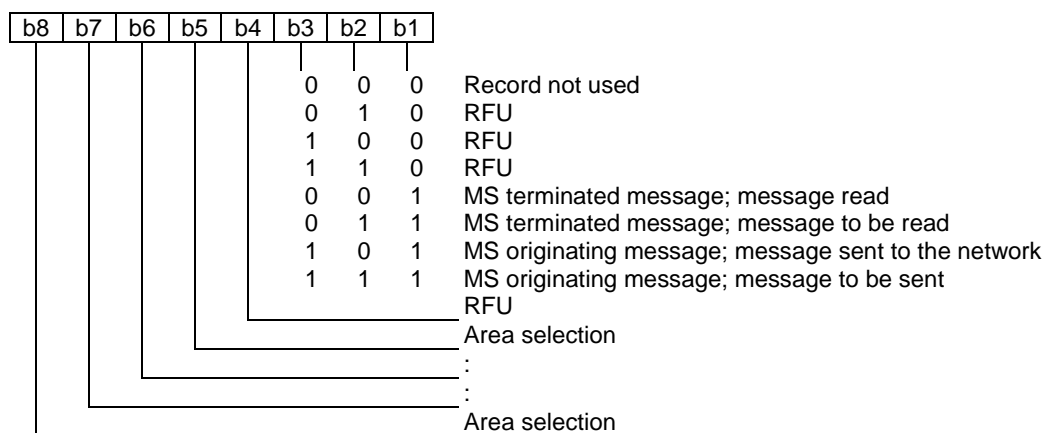 b8 b7 b6 b5 b4 b3 b2 b1
0 0 0 Record not used
0 1 0 RFU
1 0 0 RFU
1 1 0 RFU
0 0 1 MS terminated message; message read
0 1 1 MS terminated message; message to be read
1 0 1 MS originating message; message sent to the network
1 1 1 MS originating message; message to be sent
RFU
Area selection
:
:
Area selection